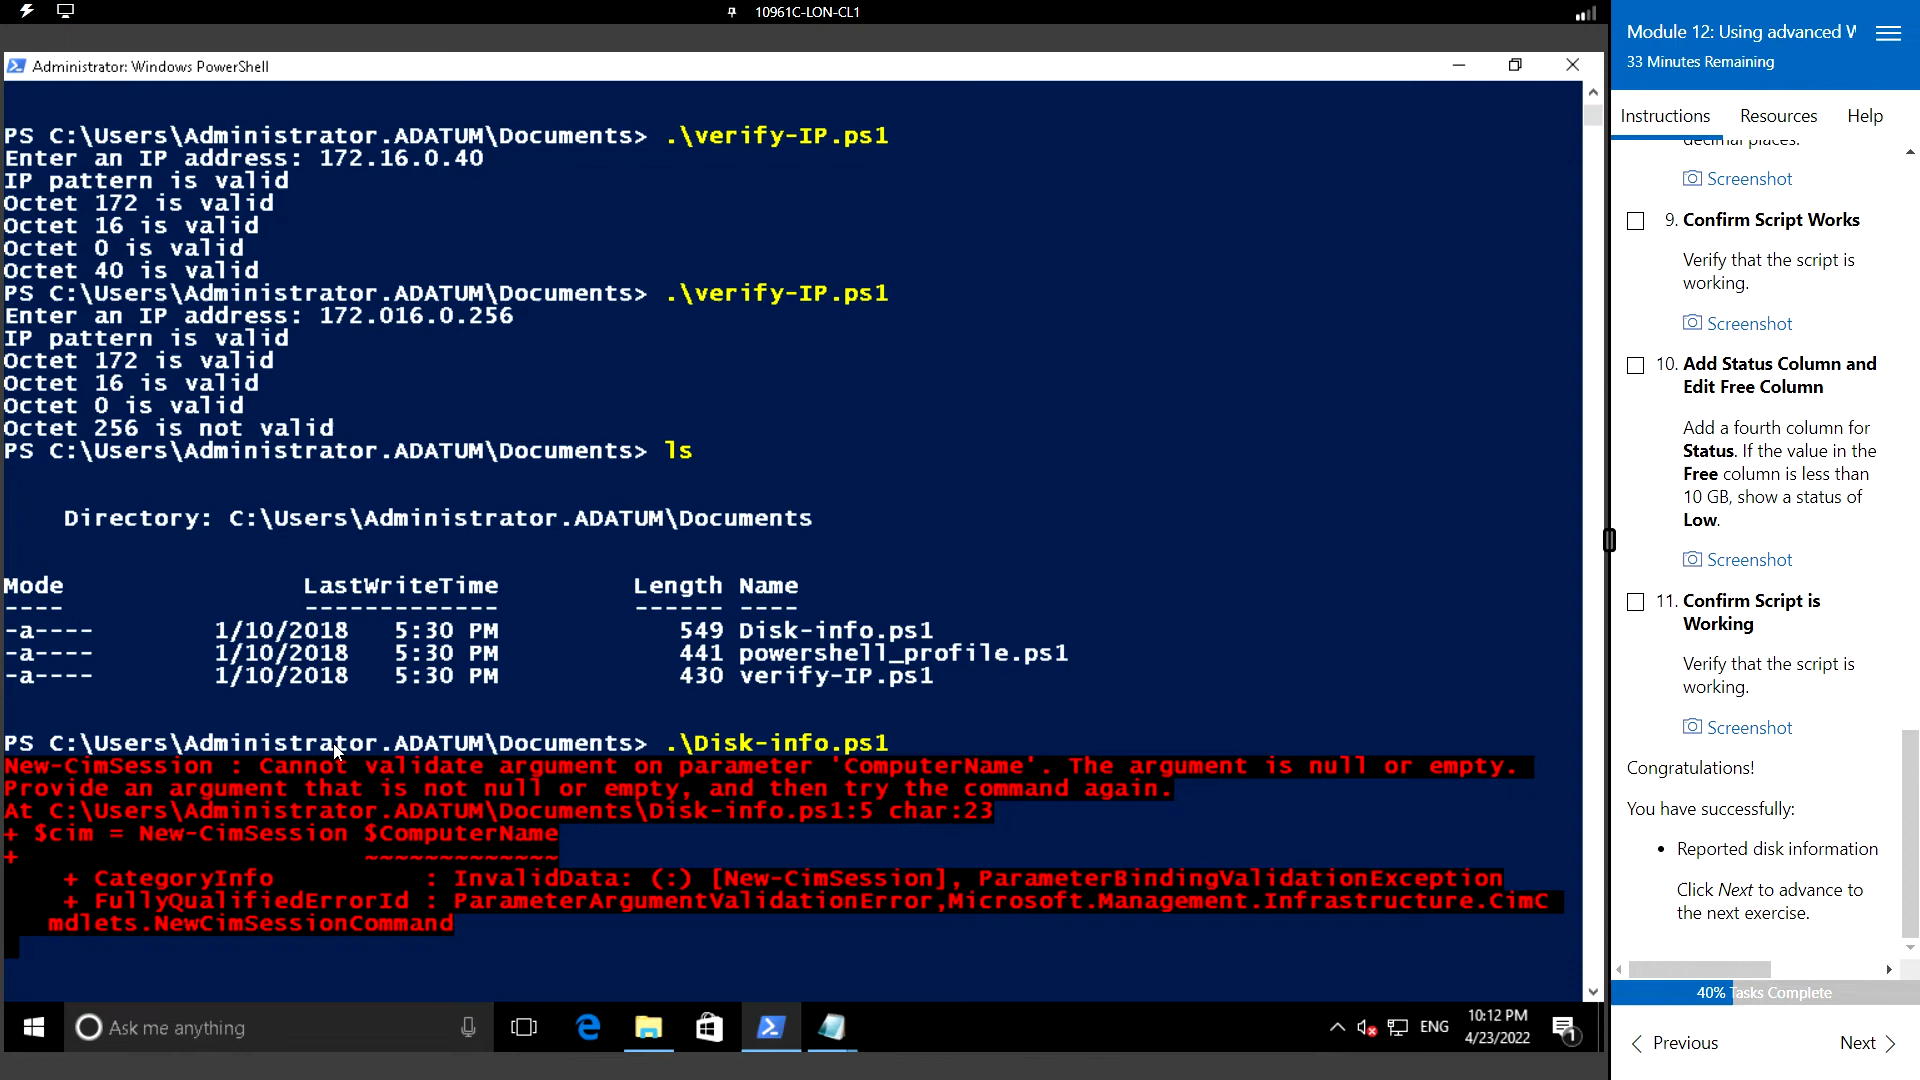 10961C-LON-CL1
Administrator: Windows PowerShell
PS C:\Users\Administrator.ADATUM\Documents> .\verify-IP.ps1
Enter an IP address: 172.16.0.40
IP pattern is valid
Octet 172 is valid
Octet 16 is valid
Octet 0 is valid
Octet 40 is valid
PS C:\Users\Administrator.ADATUM\Documents> .\verify-IP.ps1
Enter an IP address: 172.016.0.256
IP pattern is valid
Octet 172 is valid
Octet 16 is valid
Octet 0 is valid
Octet 256 is not valid
PS C:\Users\Administrator.ADATUM\Documents> ls
Directory: C:\Users\Administrator.ADATUM\Documents
Mode LastWriteTime Length Name
---- ------------- ------ ----
-a---- 1/10/2018 5:30 PM 549 Disk-info.ps1
-a---- 1/10/2018 5:30 PM 441 powershell_profile.ps1
-a---- 1/10/2018 5:30 PM 430 verify-IP.ps1
PS C:\Users\Administrator.ADATUM\Documents> .\Disk-info.ps1
New-CimSession : Cannot validate argument on parameter 'ComputerName'. The argument is null or empty.
Provide an argument that is not null or empty, and then try the command again.
At C:\Users\Administrator.ADATUM\Documents\Disk-info.ps1:5 char:23
+ $cim = New-CimSession $ComputerName
+ ~~~~~~~~~~~~~
+ CategoryInfo : InvalidData: (:) [New-CimSession], ParameterBindingValidationException
+ FullyQualifiedErrorId : ParameterArgumentValidationError,Microsoft.Management.Infrastructure.CimC
mdlets.NewCimSessionCommand
Ask me anything
ENG
10:12 PM
4/23/2022
1
Module 12: Using advanced W
33 Minutes Remaining
Instructions Resources Help
decimal places.
Screenshot
9. Confirm Script Works
Verify that the script is
working.
Screenshot
10. Add Status Column and
Edit Free Column
Add a fourth column for
Status. If the value in the
Free column is less than
10 GB, show a status of
Low.
Screenshot
11. Confirm Script is
Working
Verify that the script is
working.
Screenshot
Congratulations!
You have successfully:
• Reported disk information
Click Next to advance to
the next exercise.
40% Tasks Complete
Previous Next